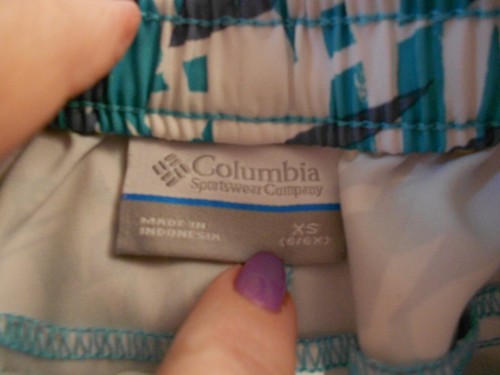 Columbia
Sportswear Company
MADE IN
INDONESIA
XS
(6/6X)